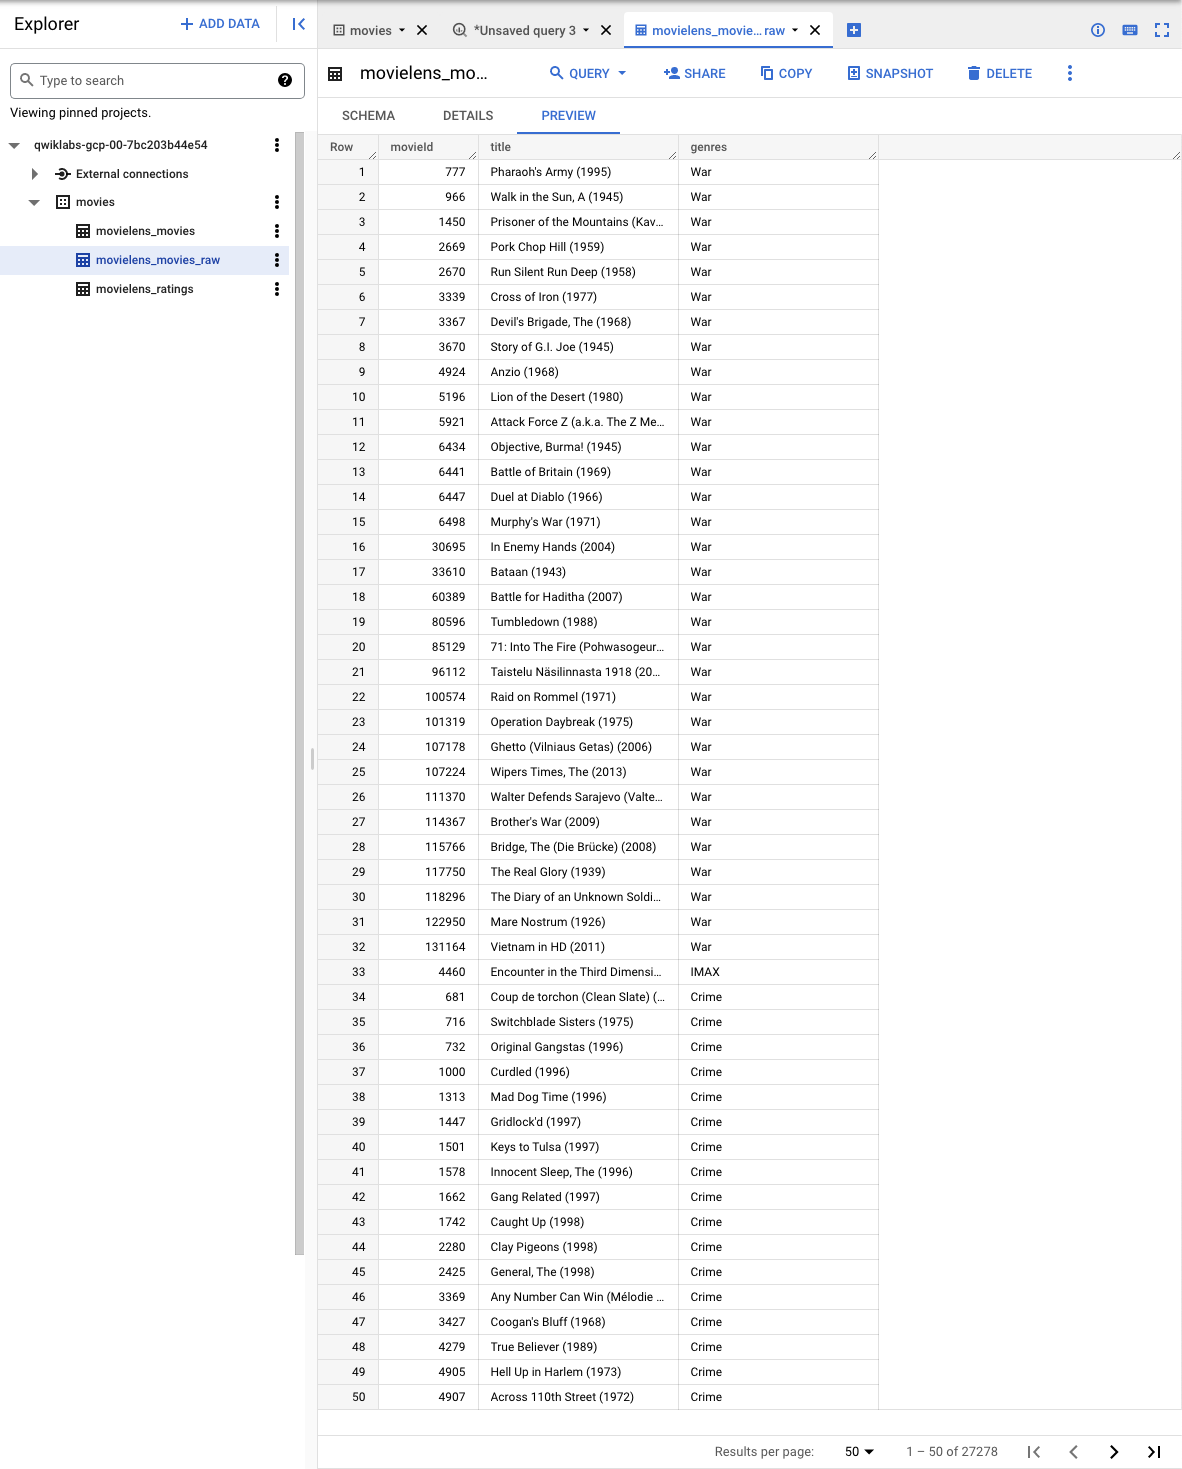 Explorer
+ ADD DATA
Type to search
Viewing pinned projects.
qwiklabs-gcp-00-7bc203b44e54
External connections
movies
movielens_movies
movielens_movies_raw
movielens_ratings
movies *Unsaved query 3 movielens_movie... raw
movielens_mo... QUERY SHARE COPY SNAPSHOT DELETE
SCHEMA DETAILS PREVIEW
Row movieId title genres
1 777 Pharaoh's Army (1995) War
2 966 Walk in the Sun, A (1945) War
3 1450 Prisoner of the Mountains (Kav... War
4 2669 Pork Chop Hill (1959) War
5 2670 Run Silent Run Deep (1958) War
6 3339 Cross of Iron (1977) War
7 3367 Devil's Brigade, The (1968) War
8 3670 Story of G.I. Joe (1945) War
9 4924 Anzio (1968) War
10 5196 Lion of the Desert (1980) War
11 5921 Attack Force Z (a.k.a. The Z Me... War
12 6434 Objective, Burma! (1945) War
13 6441 Battle of Britain (1969) War
14 6447 Duel at Diablo (1966) War
15 6498 Murphy's War (1971) War
16 30695 In Enemy Hands (2004) War
17 33610 Bataan (1943) War
18 60389 Battle for Haditha (2007) War
19 80596 Tumbledown (1988) War
20 85129 71: Into The Fire (Pohwasogeur... War
21 96112 Taistelu Näsilinnasta 1918 (20... War
22 100574 Raid on Rommel (1971) War
23 101319 Operation Daybreak (1975) War
24 107178 Ghetto (Vilniaus Getas) (2006) War
25 107224 Wipers Times, The (2013) War
26 111370 Walter Defends Sarajevo (Valte... War
27 114367 Brother's War (2009) War
28 115766 Bridge, The (Die Brücke) (2008) War
29 117750 The Real Glory (1939) War
30 118296 The Diary of an Unknown Soldi... War
31 122950 Mare Nostrum (1926) War
32 131164 Vietnam in HD (2011) War
33 4460 Encounter in the Third Dimensi... IMAX
34 681 Coup de torchon (Clean Slate) (... Crime
35 716 Switchblade Sisters (1975) Crime
36 732 Original Gangstas (1996) Crime
37 1000 Curdled (1996) Crime
38 1313 Mad Dog Time (1996) Crime
39 1447 Gridlock'd (1997) Crime
40 1501 Keys to Tulsa (1997) Crime
41 1578 Innocent Sleep, The (1996) Crime
42 1662 Gang Related (1997) Crime
43 1742 Caught Up (1998) Crime
44 2280 Clay Pigeons (1998) Crime
45 2425 General, The (1998) Crime
46 3369 Any Number Can Win (Mélodie ... Crime
47 3427 Coogan's Bluff (1968) Crime
48 4279 True Believer (1989) Crime
49 4905 Hell Up in Harlem (1973) Crime
50 4907 Across 110th Street (1972) Crime
Results per page: 50 1 – 50 of 27278